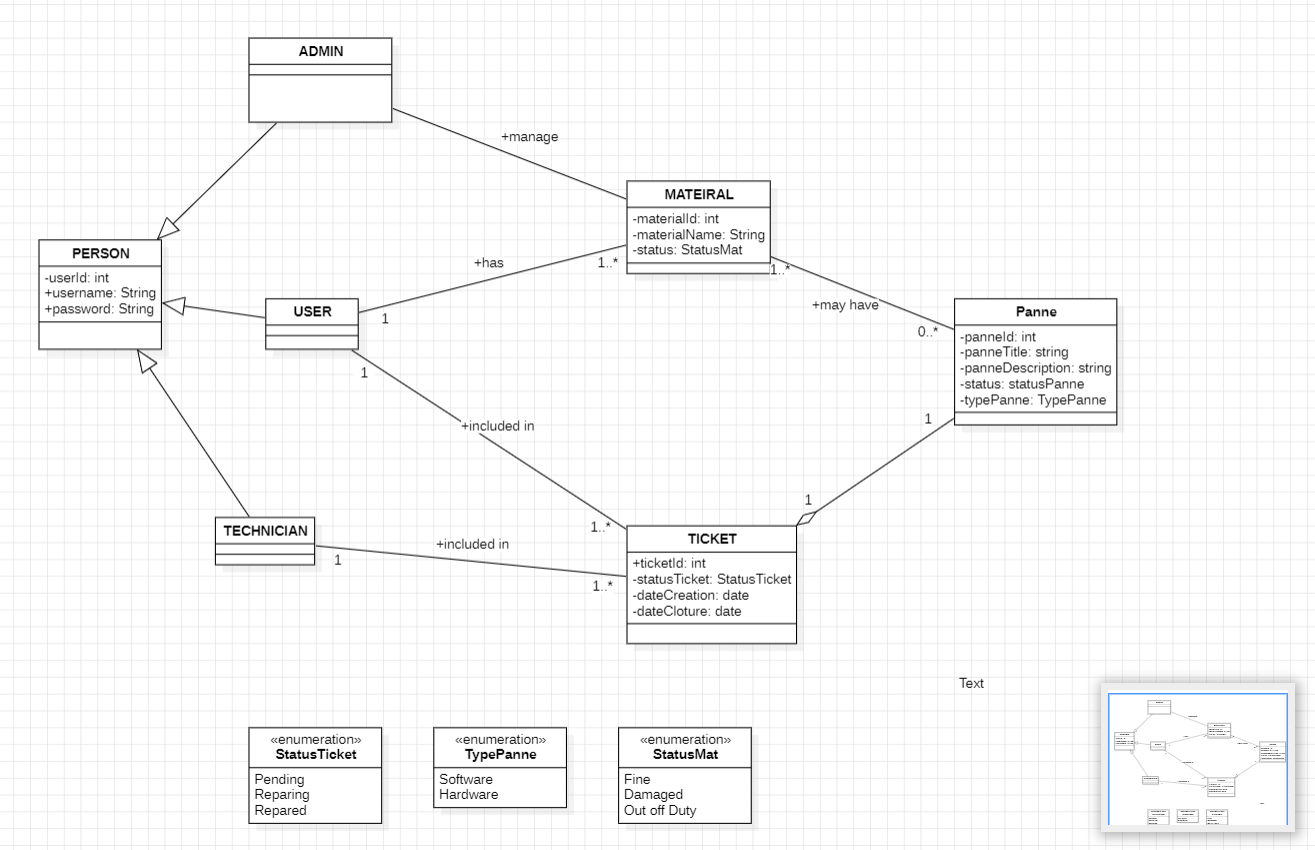 ADMIN
+manage
MATEIRAL
-materialId: int
-materialName: String
-status: StatusMat
PERSON
-userId: int
+username: String
+password: String
+has
1..*
1..*
USER
1
+may have
0..*
Panne
-panneId: int
-panneTitle: string
-panneDescription: string
-status: statusPanne
-typePanne: TypePanne
1
1
+included in
1
1..*
TICKET
+ticketId: int
-statusTicket: StatusTicket
-dateCreation: date
-dateCloture: date
TECHNICIAN
+included in
1
1..*
Text
«enumeration»
StatusTicket
Pending
Reparing
Repared
«enumeration»
TypePanne
Software
Hardware
«enumeration»
StatusMat
Fine
Damaged
Out off Duty